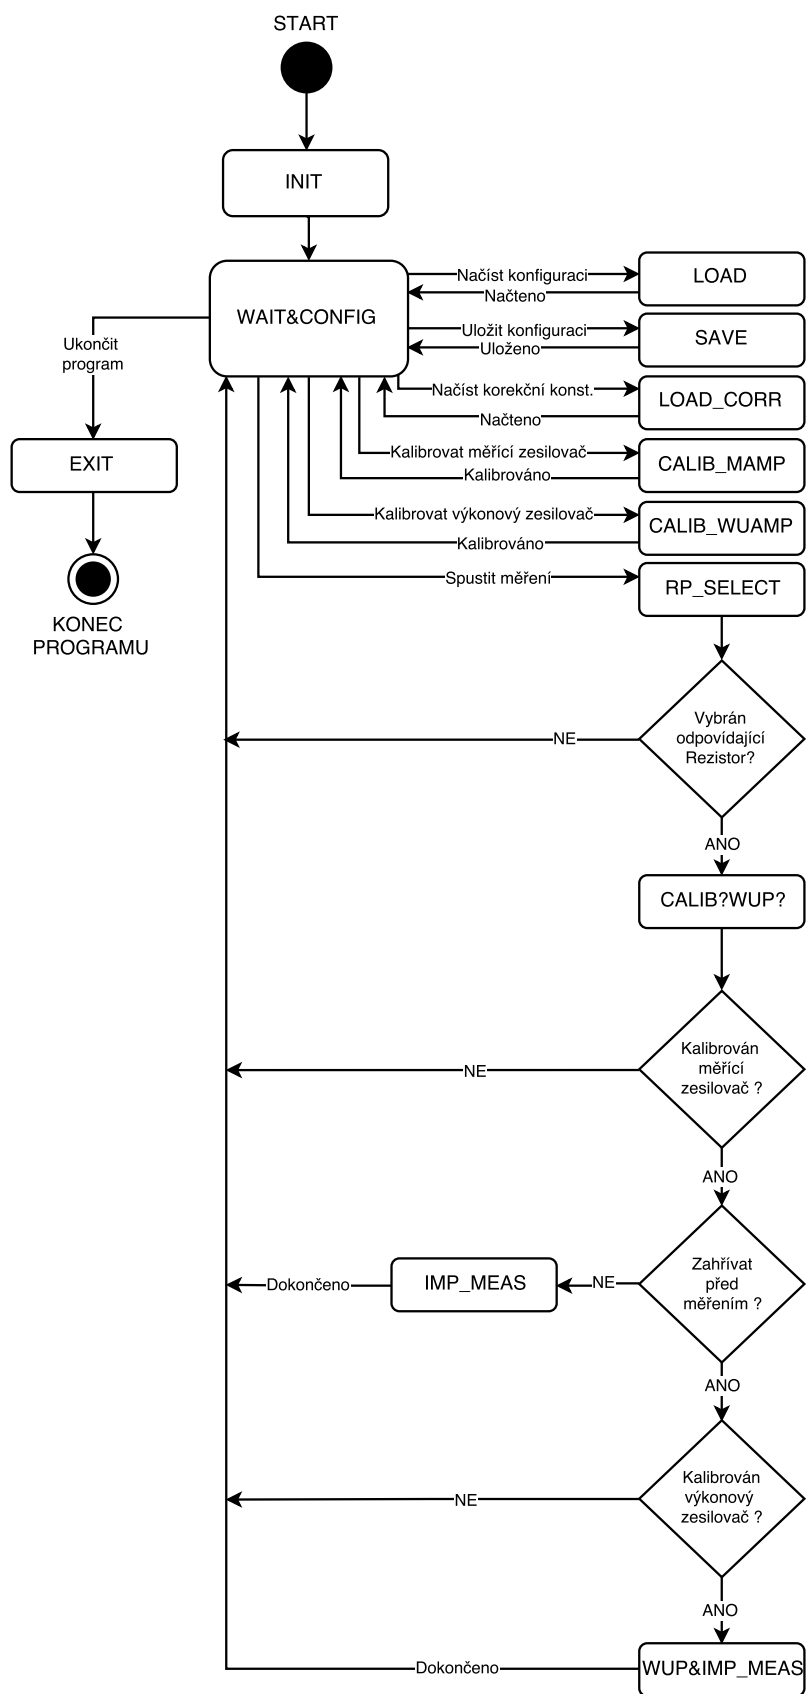 START
INIT
WAIT&CONFIG
Načíst konfiguraci
LOAD
Načteno
Uložit konfiguraci
SAVE
Uloženo
Ukončit
program
Načíst korekční konst.
LOAD_CORR
Načteno
EXIT
Kalibrovat měřící zesilovač
CALIB_MAMP
Kalibrováno
Kalibrovat výkonový zesilovač
CALIB_WUAMP
Kalibrováno
Spustit měření
RP_SELECT
KONEC
PROGRAMU
Vybrán
odpovídající
Rezistor?
NE
ANO
CALIB?WUP?
Kalibrován
měřící
zesilovač ?
NE
ANO
Zahřívat
před
měřením ?
NE
IMP_MEAS
Dokončeno
ANO
Kalibrován
výkonový
zesilovač ?
NE
ANO
WUP&IMP_MEAS
Dokončeno